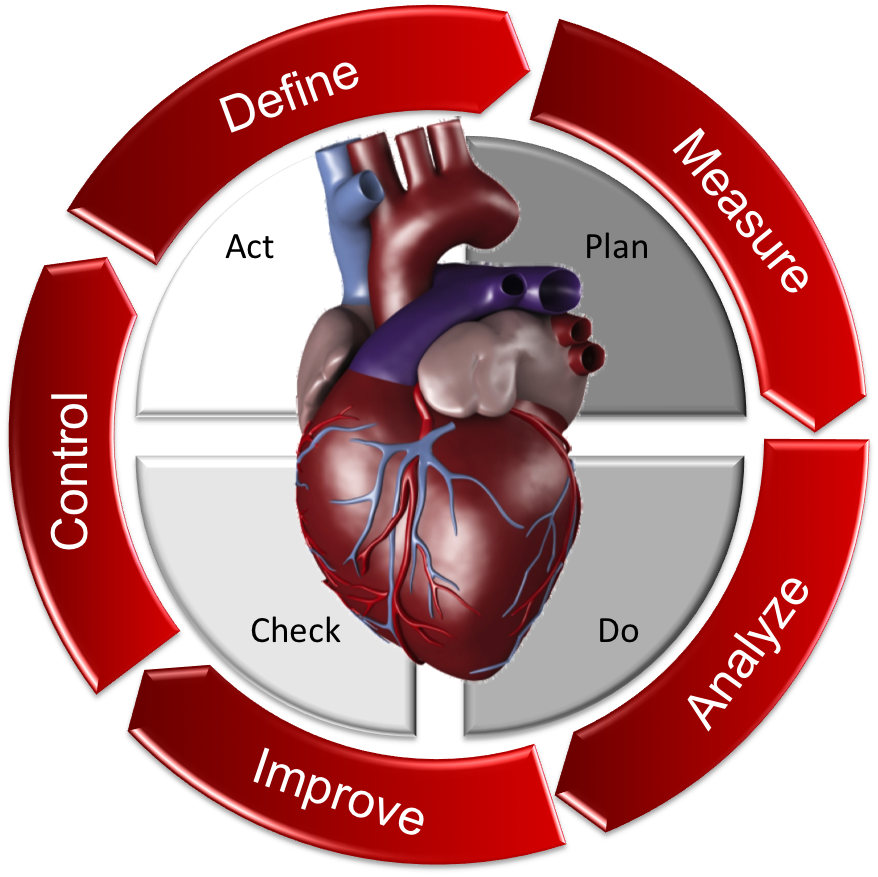 Define
Measure
Analyze
Improve
Control
Act
Plan
Check
Do